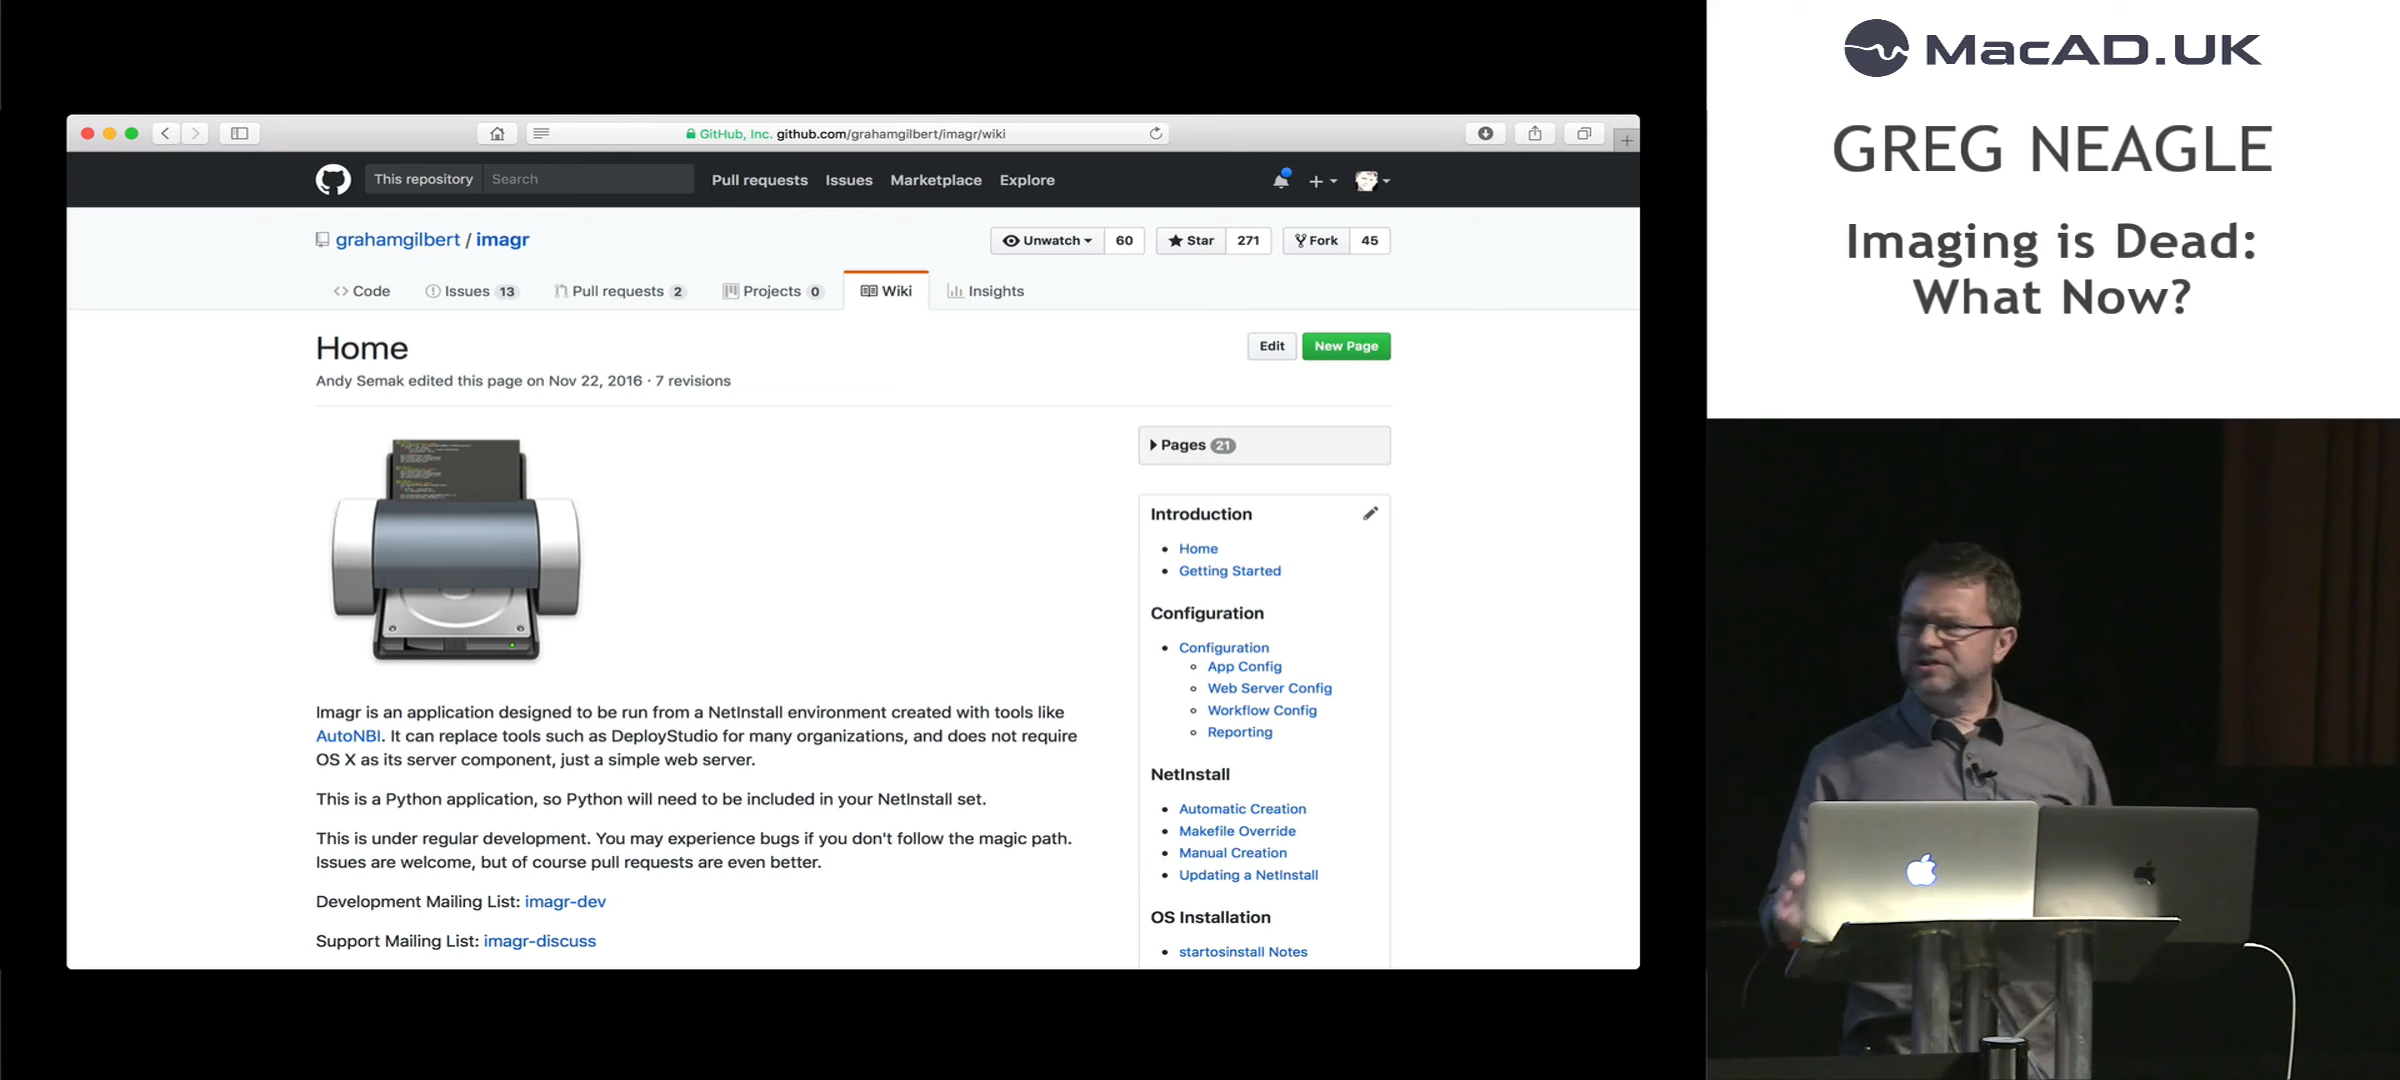 GitHub, Inc. github.com/grahamgilbert/imagr/wiki
This repository Search Pull requests Issues Marketplace Explore
grahamgilbert / imagr
Unwatch 60 Star 271 Fork 45
Code Issues 13 Pull requests 2 Projects 0 Wiki Insights
Home
Edit New Page
Andy Semak edited this page on Nov 22, 2016 · 7 revisions
Imagr is an application designed to be run from a NetInstall environment created with tools like
AutoNBI. It can replace tools such as DeployStudio for many organizations, and does not require
OS X as its server component, just a simple web server.
This is a Python application, so Python will need to be included in your NetInstall set.
This is under regular development. You may experience bugs if you don't follow the magic path.
Issues are welcome, but of course pull requests are even better.
Development Mailing List: imagr-dev
Support Mailing List: imagr-discuss
Pages 21
Introduction
Home
Getting Started
Configuration
Configuration
App Config
Web Server Config
Workflow Config
Reporting
NetInstall
Automatic Creation
Makefile Override
Manual Creation
Updating a NetInstall
OS Installation
startosinstall Notes
MacAD.UK
GREG NEAGLE
Imaging is Dead:
What Now?